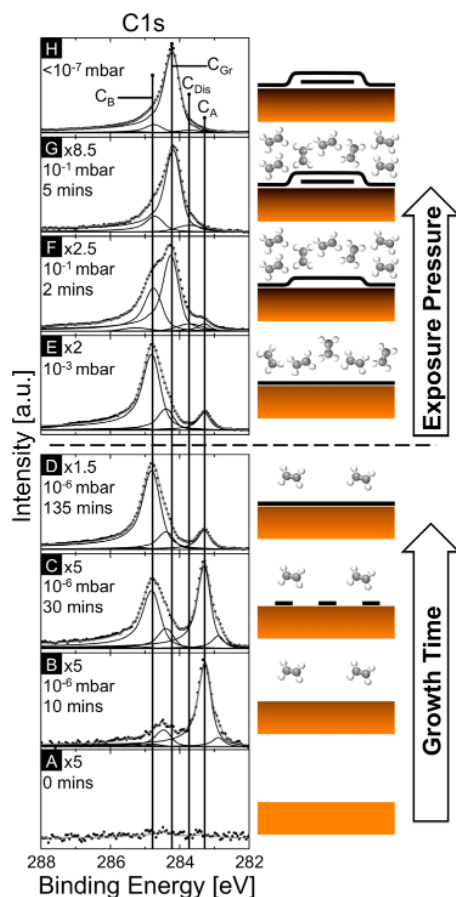 C1s
H
<10⁻⁷ mbar
C_B
C_Gr
C_Dis
C_A
G x8.5
10⁻¹ mbar
5 mins
F x2.5
10⁻¹ mbar
2 mins
E x2
10⁻³ mbar
D x1.5
10⁻⁶ mbar
135 mins
C x5
10⁻⁶ mbar
30 mins
B x5
10⁻⁶ mbar
10 mins
A x5
0 mins
288 286 284 282
Binding Energy [eV]
Intensity [a.u.]
Exposure Pressure
Growth Time